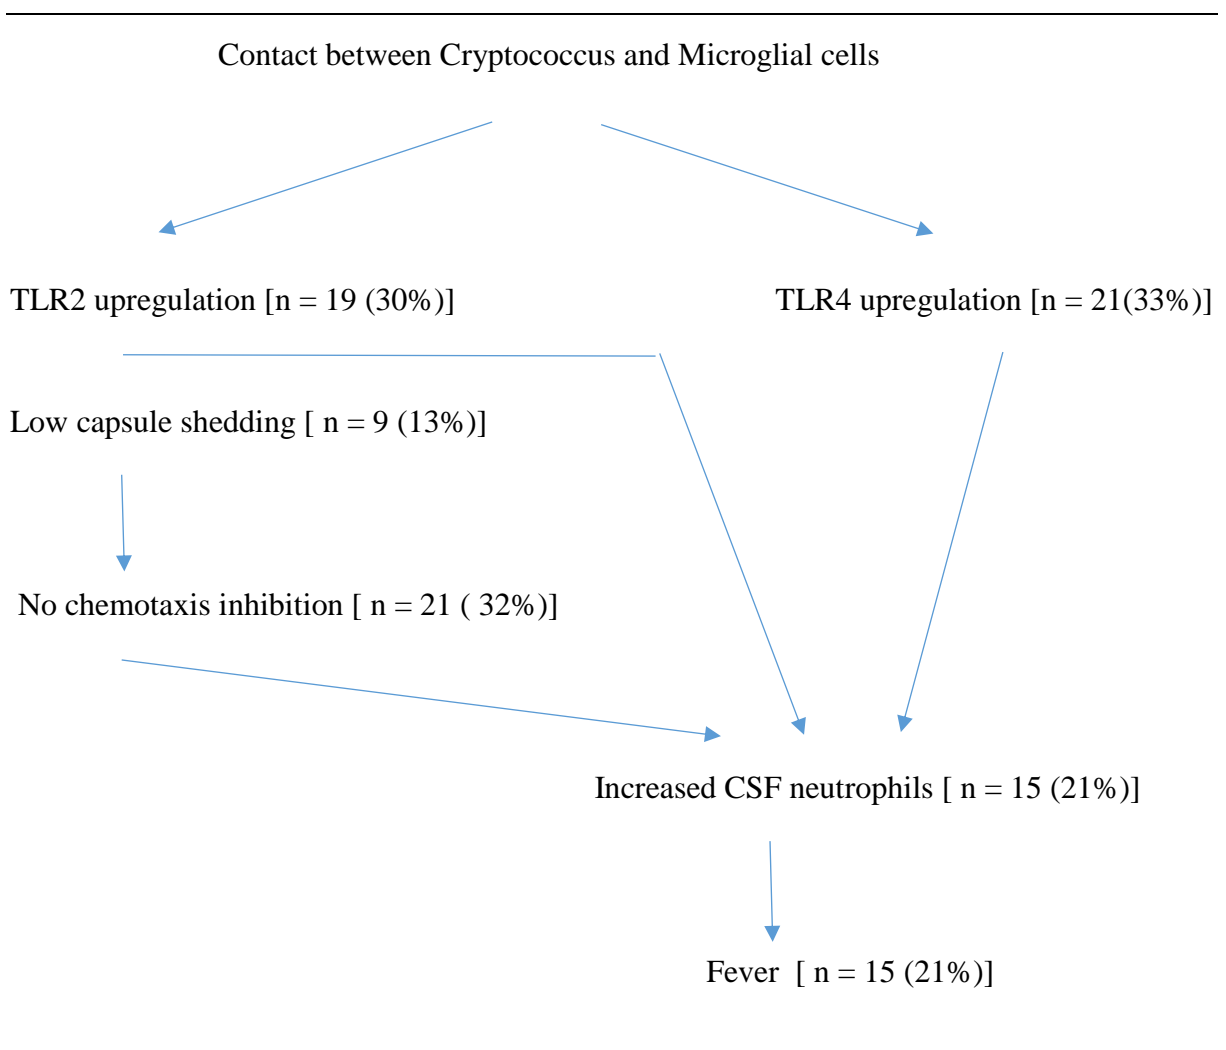 Contact between Cryptococcus and Microglial cells
TLR2 upregulation [n = 19 (30%)]
TLR4 upregulation [n = 21(33%)]
Low capsule shedding [ n = 9 (13%)]
No chemotaxis inhibition [ n = 21 ( 32%)]
Increased CSF neutrophils [ n = 15 (21%)]
Fever  [ n = 15 (21%)]